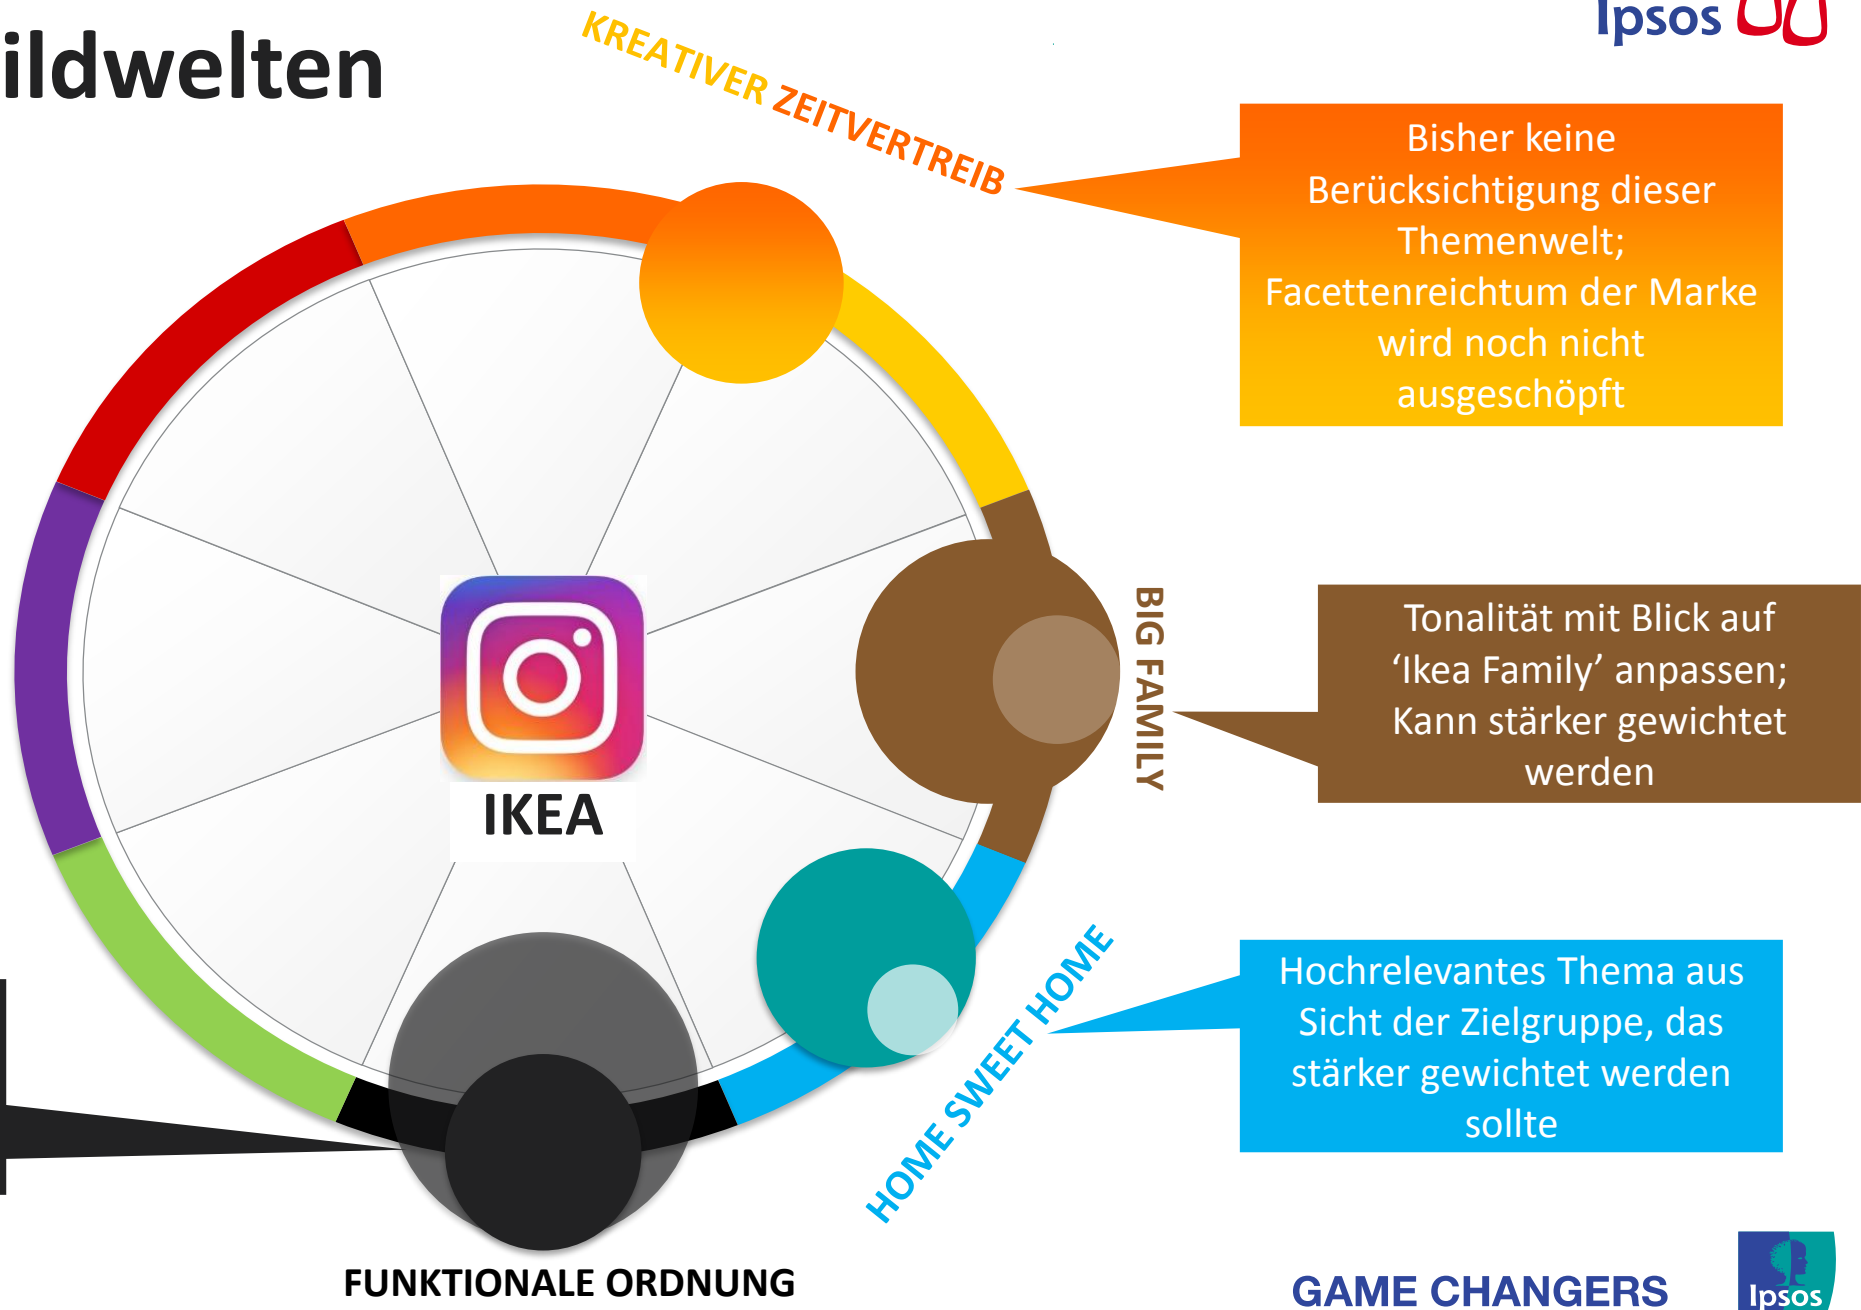 ildwelten
Ipsos
KREATIVER ZEITVERTREIB
Bisher keine
Berücksichtigung dieser
Themenwelt;
Facettenreichtum der Marke
wird noch nicht
ausgeschöpft
BIG FAMILY
Tonalität mit Blick auf
‘Ikea Family’ anpassen;
Kann stärker gewichtet
werden
IKEA
HOME SWEET HOME
Hochrelevantes Thema aus
Sicht der Zielgruppe, das
stärker gewichtet werden
sollte
FUNKTIONALE ORDNUNG
GAME CHANGERS
Ipsos